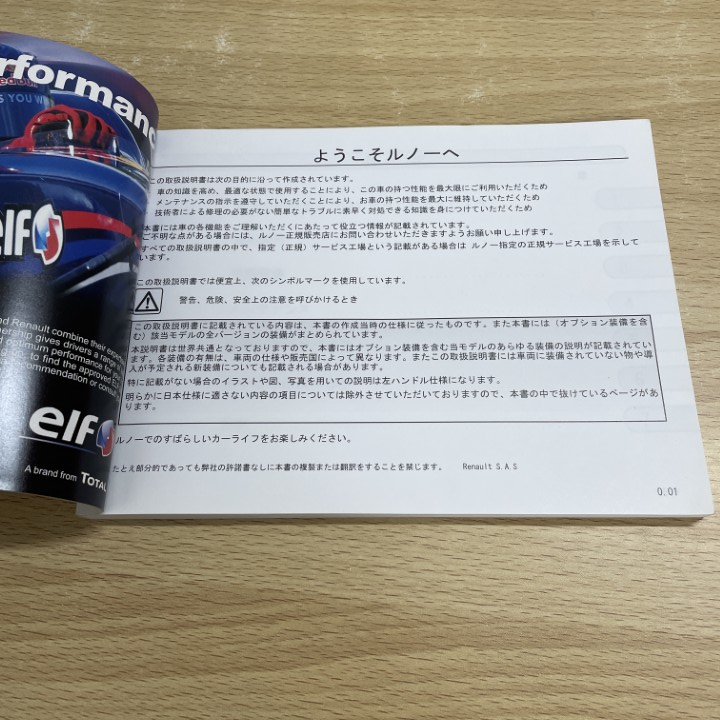 rformanc
S YOU W
elf
nd Renault combine their expert
nership gives drivers a range
d optimum performance for
to find the approved E
commendation or consul
elf
A brand from TOTAL
ようこそルノーへ
この取扱説明書は次の目的に沿って作成されています。
車の知識を高め、最適な状態で使用することにより、この車の持つ性能を最大限にご利用いただくため
メンテナンスの指示を遵守していくことにより、お車の持つ性能を最大に維持していただくため
技術者による修理の必要がない簡単なトラブルに素早く対処できる知識を身につけていただくため
本書には車の各機能をご理解いただくにあたって役立つ情報が記載されています。
ご不明な点がある場合には、ルノー正規販売店にお問い合わせいただきますようお願い申し上げます。
すべての取扱説明書の中で、指定（正規）サービス工場という記載がある場合は ルノー指定の正規サービス工場を示して
います。
この取扱説明書では便宜上、次のシンボルマークを使用しています。
警告、危険、安全上の注意を呼びかけるとき
この取扱説明書に記載されている内容は、本書の作成当時の仕様に従ったものです。また本書には（オプション装備を含
む）該当モデルの全バージョンの装備がまとめられています。
本説明書は世界共通となっておりますので、本書にはオプション装備を含む当モデルのあらゆる装備の説明が記載されてい
ます。各装備の有無は、車両の仕様や販売国によって異なります。またこの取扱説明書には車両に装備されていない物や導
入が予定される新装備についても記載される場合があります。
特に記載がない場合のイラストや図、写真を用いての説明は左ハンドル仕様になります。
明らかに日本仕様に適さない内容の項目については除外させていただいておりますので、本書の中で抜けているページがあ
ります。
ルノーでのすばらしいカーライフをお楽しみください。
たとえ部分的であっても弊社の許諾書なしに本書の複製または翻訳をすることを禁じます。 Renault S.A.S
0.01